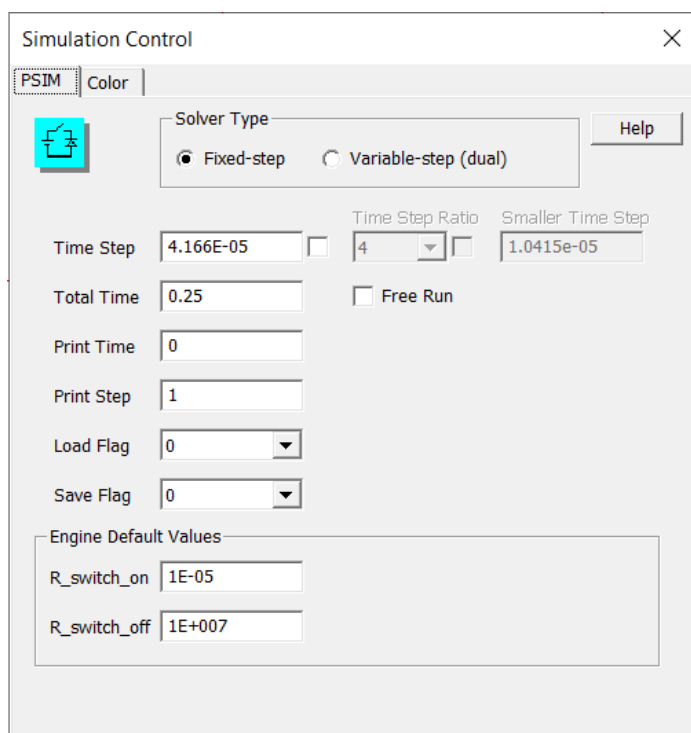 Simulation Control
PSIM Color
Solver Type
Fixed-step Variable-step (dual)
Help
Time Step Ratio Smaller Time Step
Time Step 4.166E-05 4 1.0415e-05
Total Time 0.25 Free Run
Print Time 0
Print Step 1
Load Flag 0
Save Flag 0
Engine Default Values
R_switch_on 1E-05
R_switch_off 1E+007